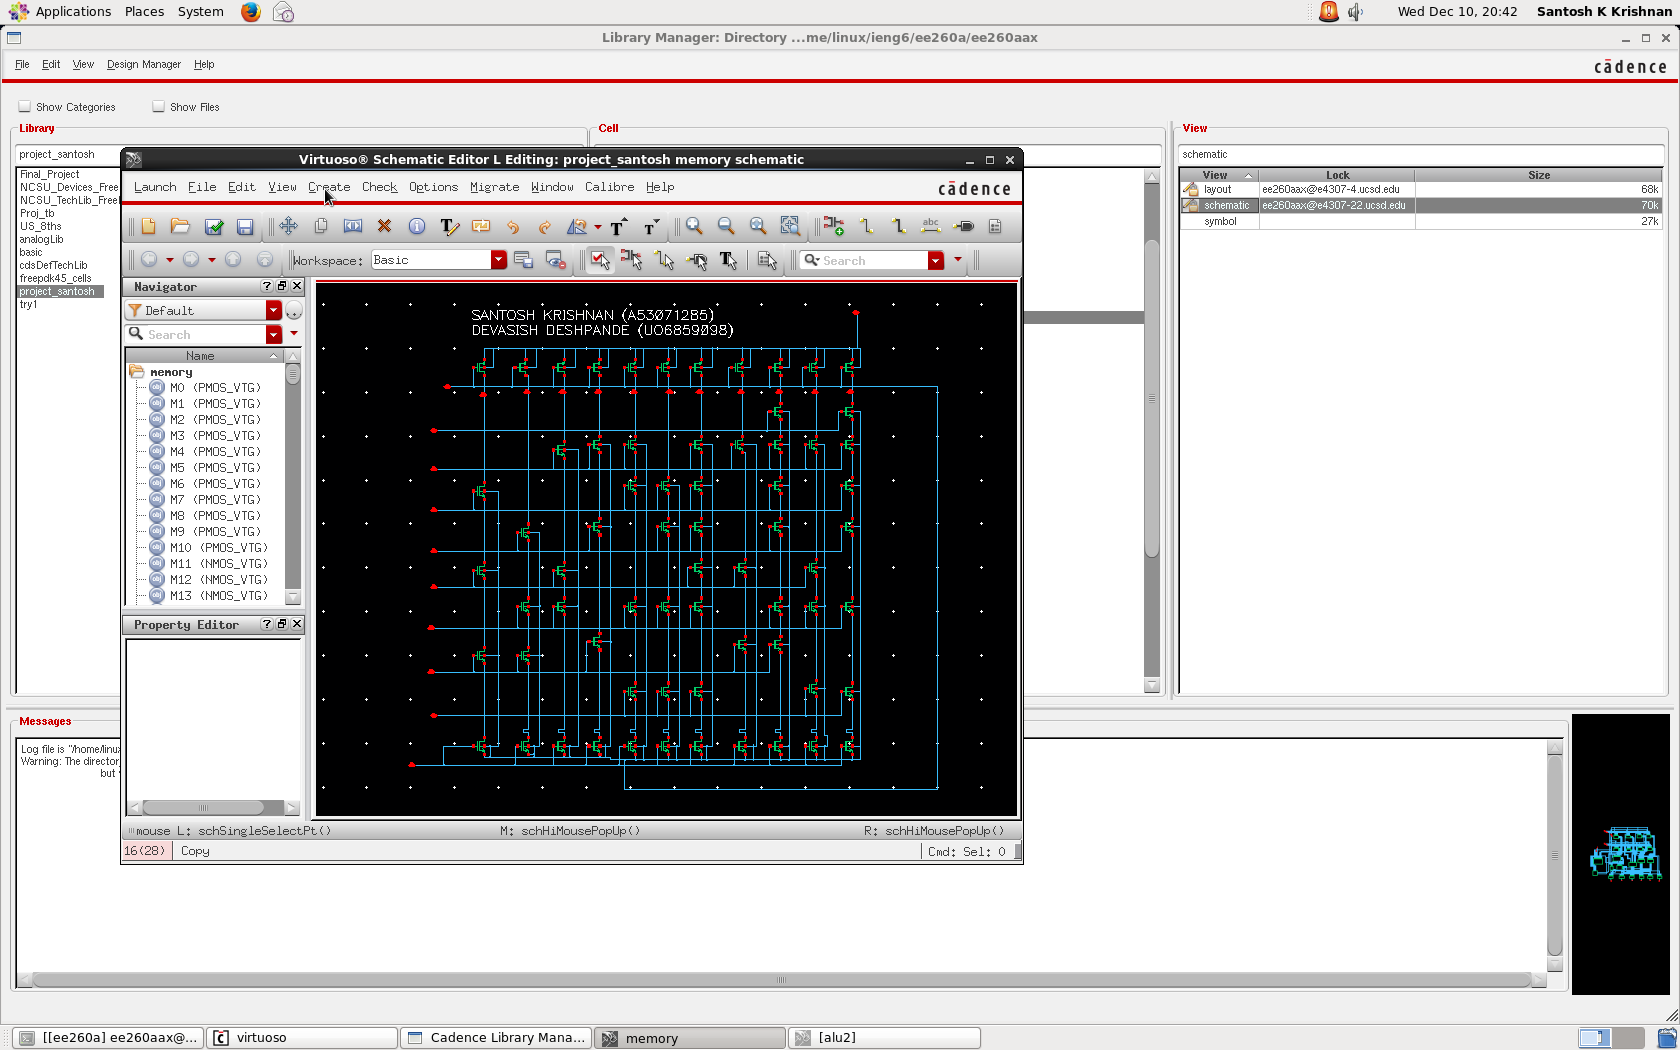 Applications Places System
Wed Dec 10, 20:42 Santosh K Krishnan
Library Manager: Directory ...me/linux/ieng6/ee260a/ee260aax
File Edit View Design Manager Help
cādence
Show Categories Show Files
Library
Cell
View
project_santosh
schematic
Final_Project
NCSU_Devices_Free
NCSU_TechLib_Free
Proj_tb
US_8ths
analogLib
basic
cdsDefTechLib
freepdk45_cells
project_santosh
try1
View Lock Size
layout ee260aax@e4307-4.ucsd.edu 68k
schematic ee260aax@e4307-22.ucsd.edu 70k
symbol 27k
Virtuoso® Schematic Editor L Editing: project_santosh memory schematic
Launch File Edit View Create Check Options Migrate Window Calibre Help
cādence
abc
Workspace: Basic
Search
Navigator
Default
Search
Name
memory
M0 (PMOS_VTG)
M1 (PMOS_VTG)
M2 (PMOS_VTG)
M3 (PMOS_VTG)
M4 (PMOS_VTG)
M5 (PMOS_VTG)
M6 (PMOS_VTG)
M7 (PMOS_VTG)
M8 (PMOS_VTG)
M9 (PMOS_VTG)
M10 (PMOS_VTG)
M11 (NMOS_VTG)
M12 (NMOS_VTG)
M13 (NMOS_VTG)
Property Editor
SANTOSH KRISHNAN (A53071285)
DEVASISH DESHPANDE (U06859098)
mouse L: schSingleSelectPt() M: schHiMousePopUp() R: schHiMousePopUp()
16(28) Copy Cmd: Sel: 0
Messages
Log file is "/home/linux
Warning: The director
but
[[ee260a] ee260aax@... virtuoso Cadence Library Mana... memory [alu2]